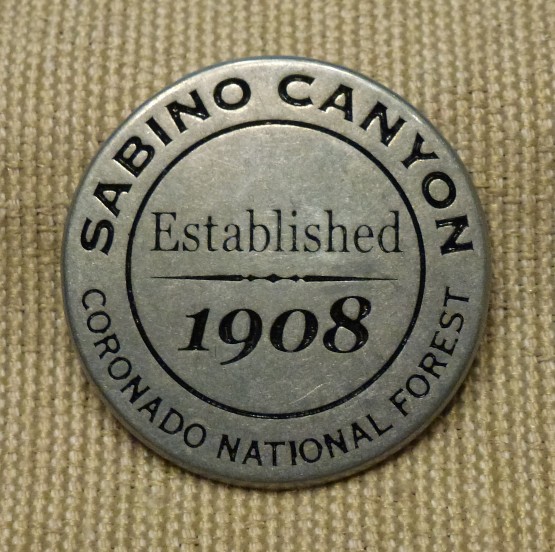 SABINO CANYON
Established
1908
CORONADO NATIONAL FOREST